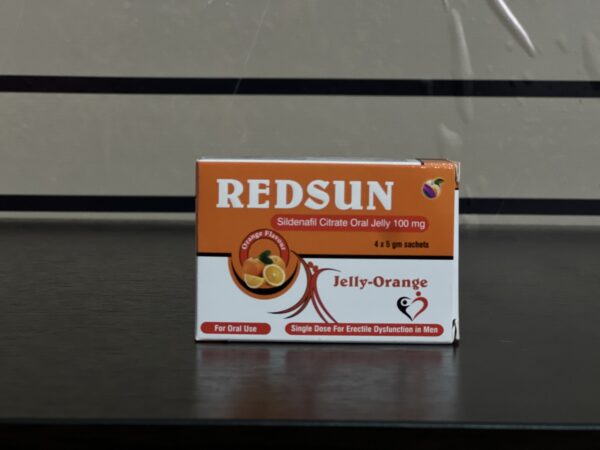 REDSUN
Sildenafil Citrate Oral Jelly 100 mg
4 x 5 gm sachets
Orange Flavour
Jelly-Orange
For Oral Use
Single Dose For Erectile Dysfunction in Men